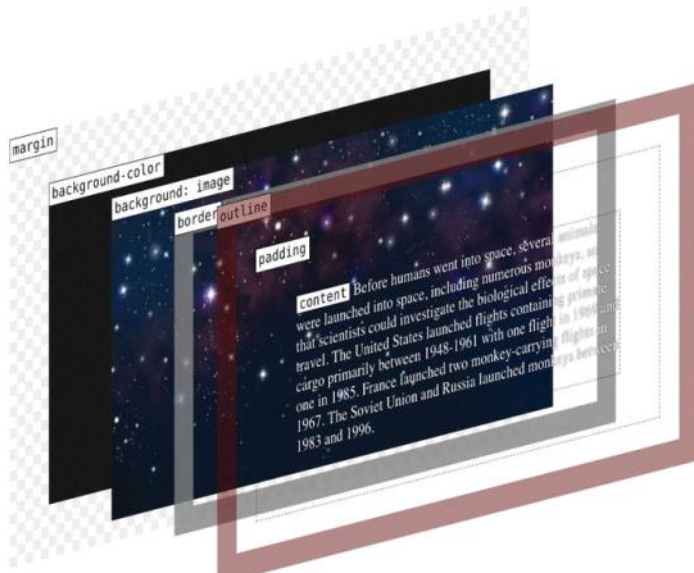 margin
background-color
background: image
border
outline
padding
content Before humans went into space, several animals
were launched into space, including numerous monkeys, so
that scientists could investigate the biological effects of space
travel. The United States launched flights containing primate
cargo primarily between 1948-1961 with one flight in 1969 and
one in 1985. France launched two monkey-carrying flights in
1967. The Soviet Union and Russia launched monkeys between
1983 and 1996.